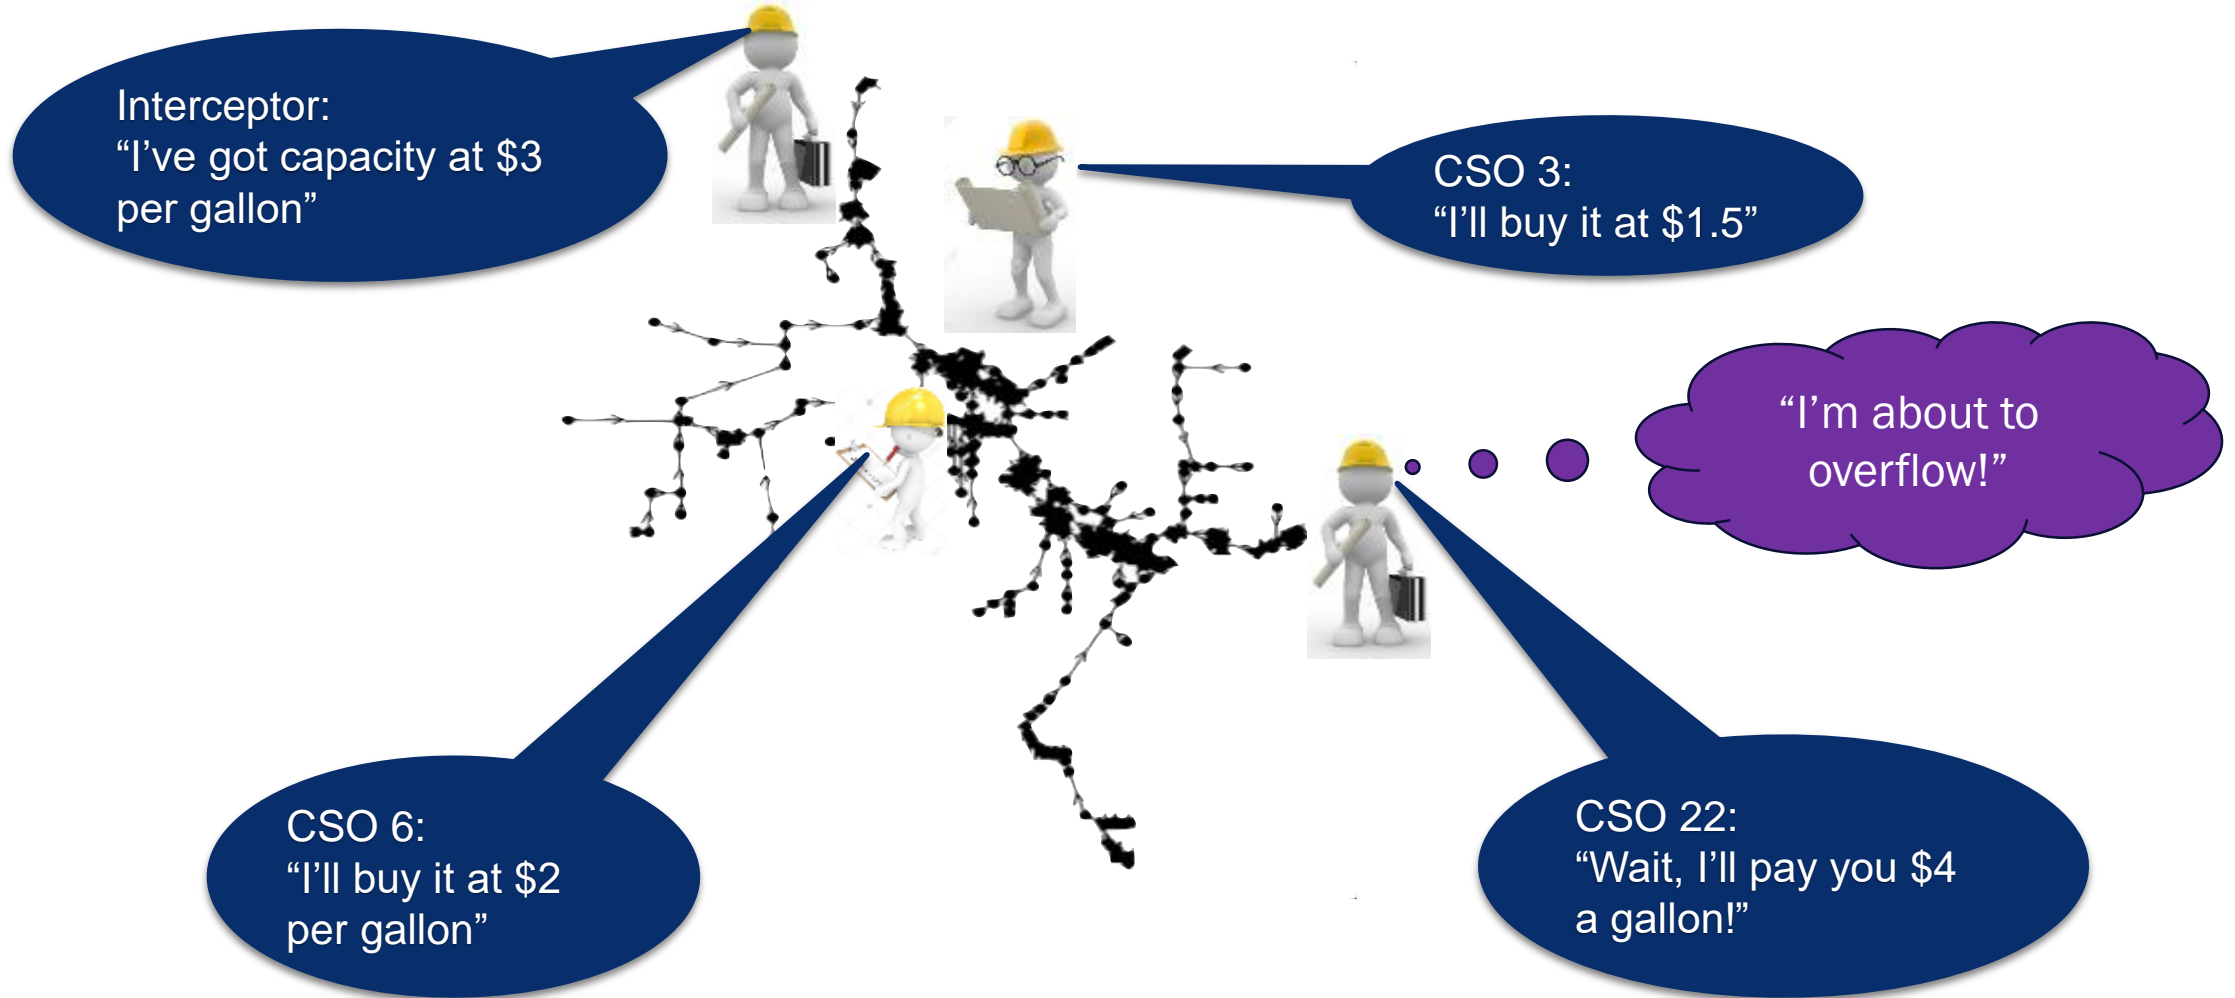 Interceptor:
“I’ve got capacity at $3
per gallon”
CSO 3:
“I’ll buy it at $1.5”
“I’m about to
overflow!”
CSO 6:
“I’ll buy it at $2
per gallon”
CSO 22:
“Wait, I’ll pay you $4
a gallon!”